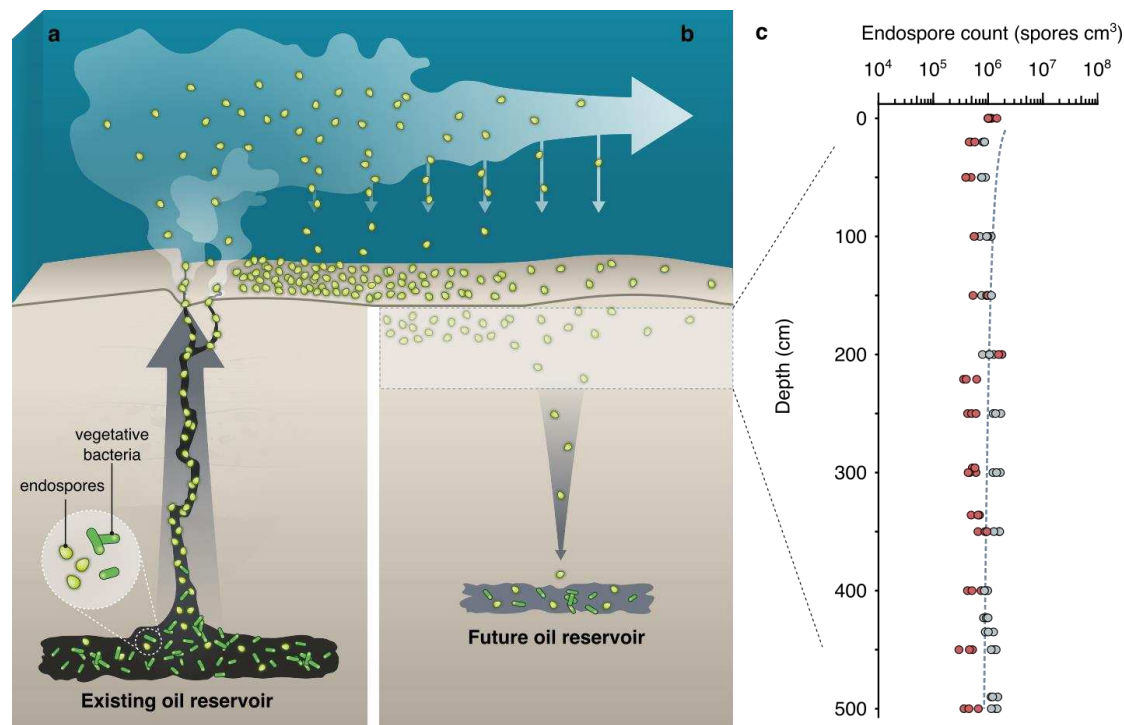 a
b
c
Endospore count (spores cm³)
10⁴ 10⁵ 10⁶ 10⁷ 10⁸
0
100
200
300
400
500
Depth (cm)
vegetative
bacteria
endospores
Existing oil reservoir
Future oil reservoir